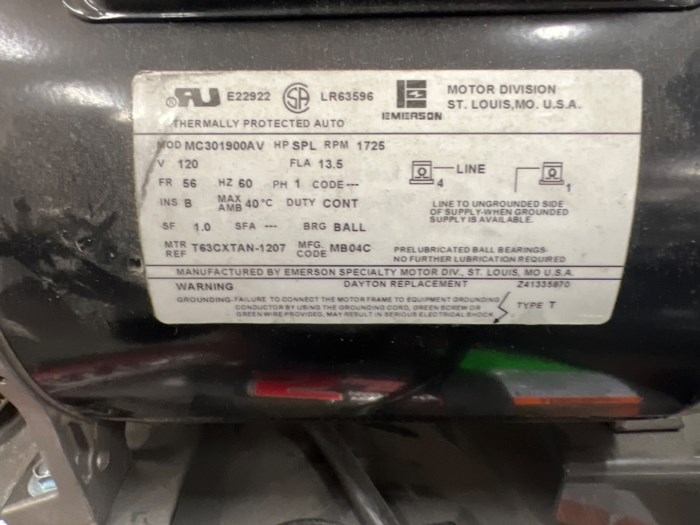 E22922 LR63596 MOTOR DIVISION
ST. LOUIS, MO. U.S.A.
EMERSON
THERMALLY PROTECTED AUTO
MOD MC301900AV HP SPL RPM 1725
V 120 FLA 13.5
LINE
4 1
FR 56 HZ 60 PH 1 CODE ---
INS B MAX AMB 40°C DUTY CONT
LINE TO UNGROUNDED SIDE
OF SUPPLY-WHEN GROUNDED
SUPPLY IS AVAILABLE.
SF 1.0 SFA --- BRG BALL
MTR REF T63CXTAN-1207 MFG. CODE MB04C
PRELUBRICATED BALL BEARINGS-
NO FURTHER LUBRICATION REQUIRED
MANUFACTURED BY EMERSON SPECIALTY MOTOR DIV., ST. LOUIS, MO U.S.A.
WARNING DAYTON REPLACEMENT Z41335870
GROUNDING-FAILURE TO CONNECT THE MOTOR FRAME TO EQUIPMENT GROUNDING
CONDUCTOR BY USING THE GROUNDING CORD, GREEN SCREW OR
GREEN WIRE PROVIDED, MAY RESULT IN SERIOUS ELECTRICAL SHOCK
TYPE T